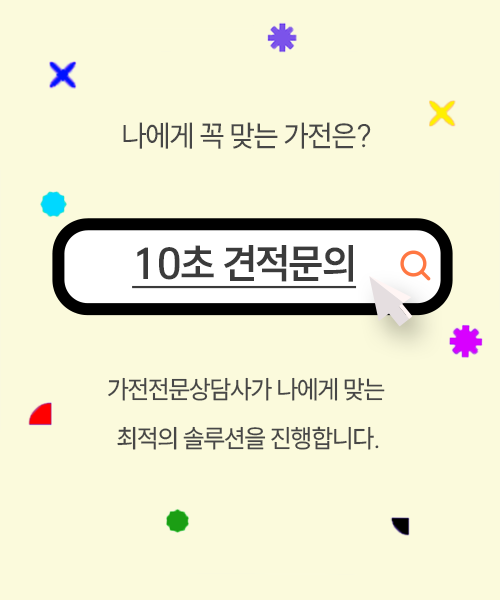 나에게 꼭 맞는 가전은?
10초 견적문의
가전전문상담사가 나에게 맞는
최적의 솔루션을 진행합니다.